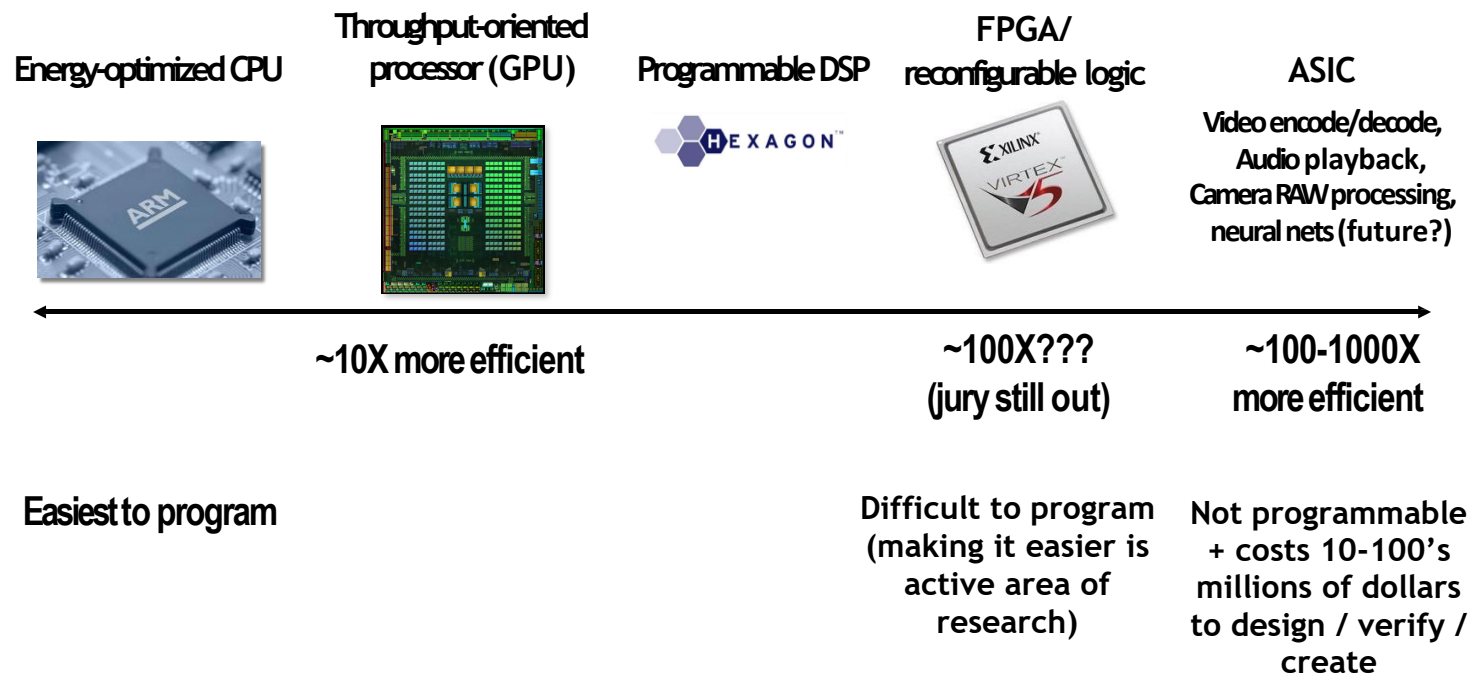 Energy-optimized CPU
Throughput-oriented
processor (GPU)
Programmable DSP
FPGA/
reconfigurable logic
ASIC
Video encode/decode,
Audio playback,
Camera RAW processing,
neural nets (future?)
ARM
HEXAGON™
XILINX®
VIRTEX™
5
~10X more efficient
~100X???
(jury still out)
~100-1000X
more efficient
Easiest to program
Difficult to program
(making it easier is
active area of
research)
Not programmable
+ costs 10-100’s
millions of dollars
to design / verify /
create